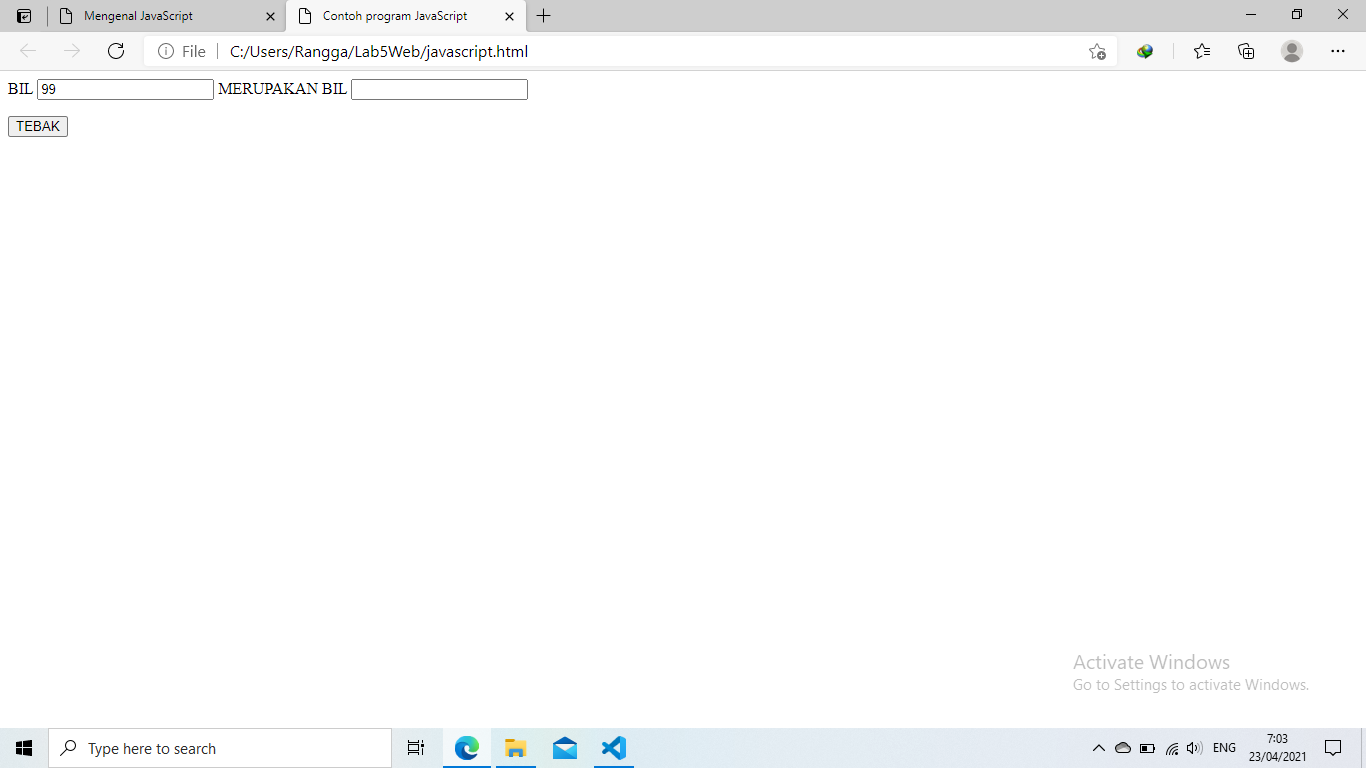 Mengenal JavaScript
Contoh program JavaScript
File C:/Users/Rangga/Lab5Web/javascript.html
BIL 99 MERUPAKAN BIL
TEBAK
Activate Windows
Go to Settings to activate Windows.
Type here to search
ENG
7:03
23/04/2021